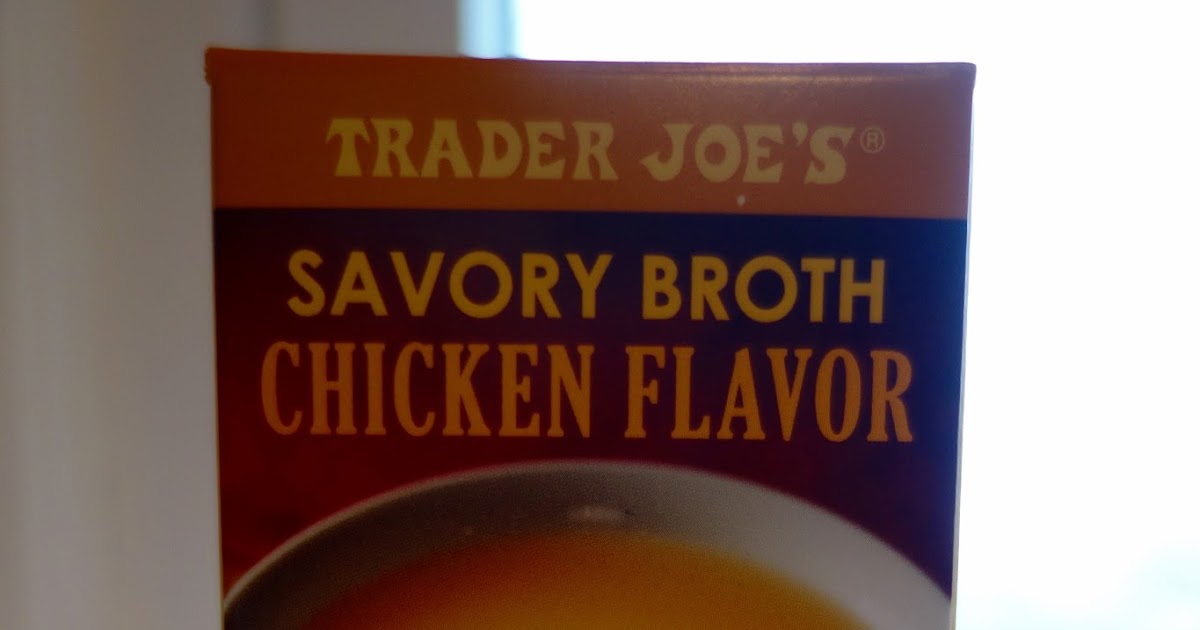 TRADER JOE'S®
SAVORY BROTH
CHICKEN FLAVOR